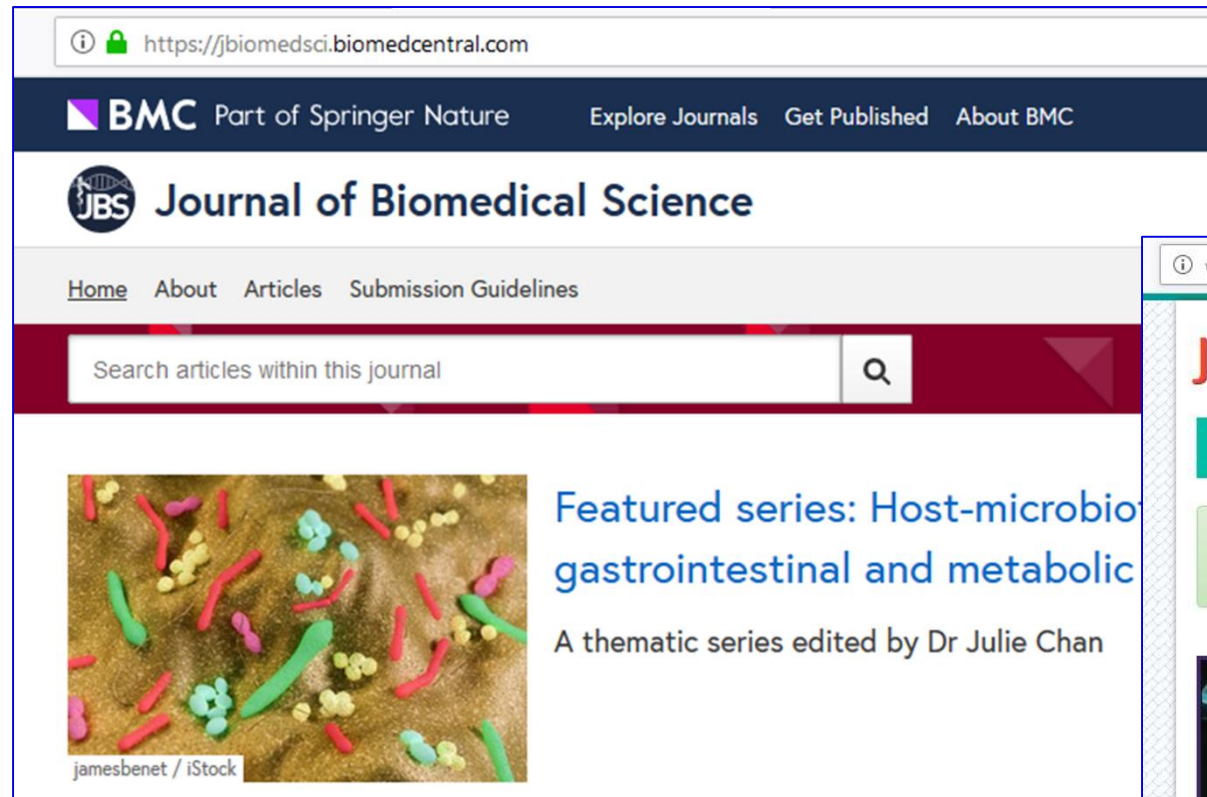 https://jbiomedsci.biomedcentral.com
BMC Part of Springer Nature Explore Journals Get Published About BMC
JBS Journal of Biomedical Science
Home About Articles Submission Guidelines
Search articles within this journal
Featured series: Host-microbio
gastrointestinal and metabolic
A thematic series edited by Dr Julie Chan
jamesbenet / iStock
J